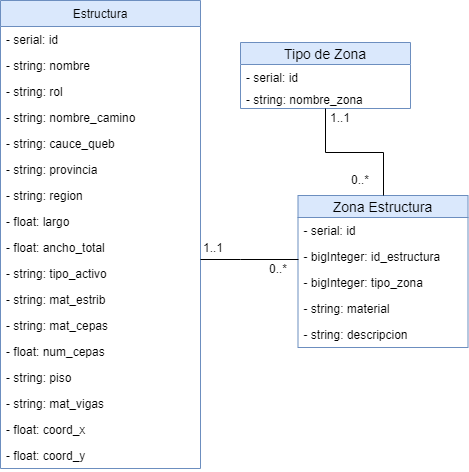 Estructura
- serial: id
- string: nombre
- string: rol
- string: nombre_camino
- string: cauce_queb
- string: provincia
- string: region
- float: largo
- float: ancho_total
- string: tipo_activo
- string: mat_estrib
- string: mat_cepas
- float: num_cepas
- string: piso
- string: mat_vigas
- float: coord_x
- float: coord_y
Tipo de Zona
- serial: id
- string: nombre_zona
1..1
0..*
1..1
0..*
Zona Estructura
- serial: id
- bigInteger: id_estructura
- bigInteger: tipo_zona
- string: material
- string: descripcion